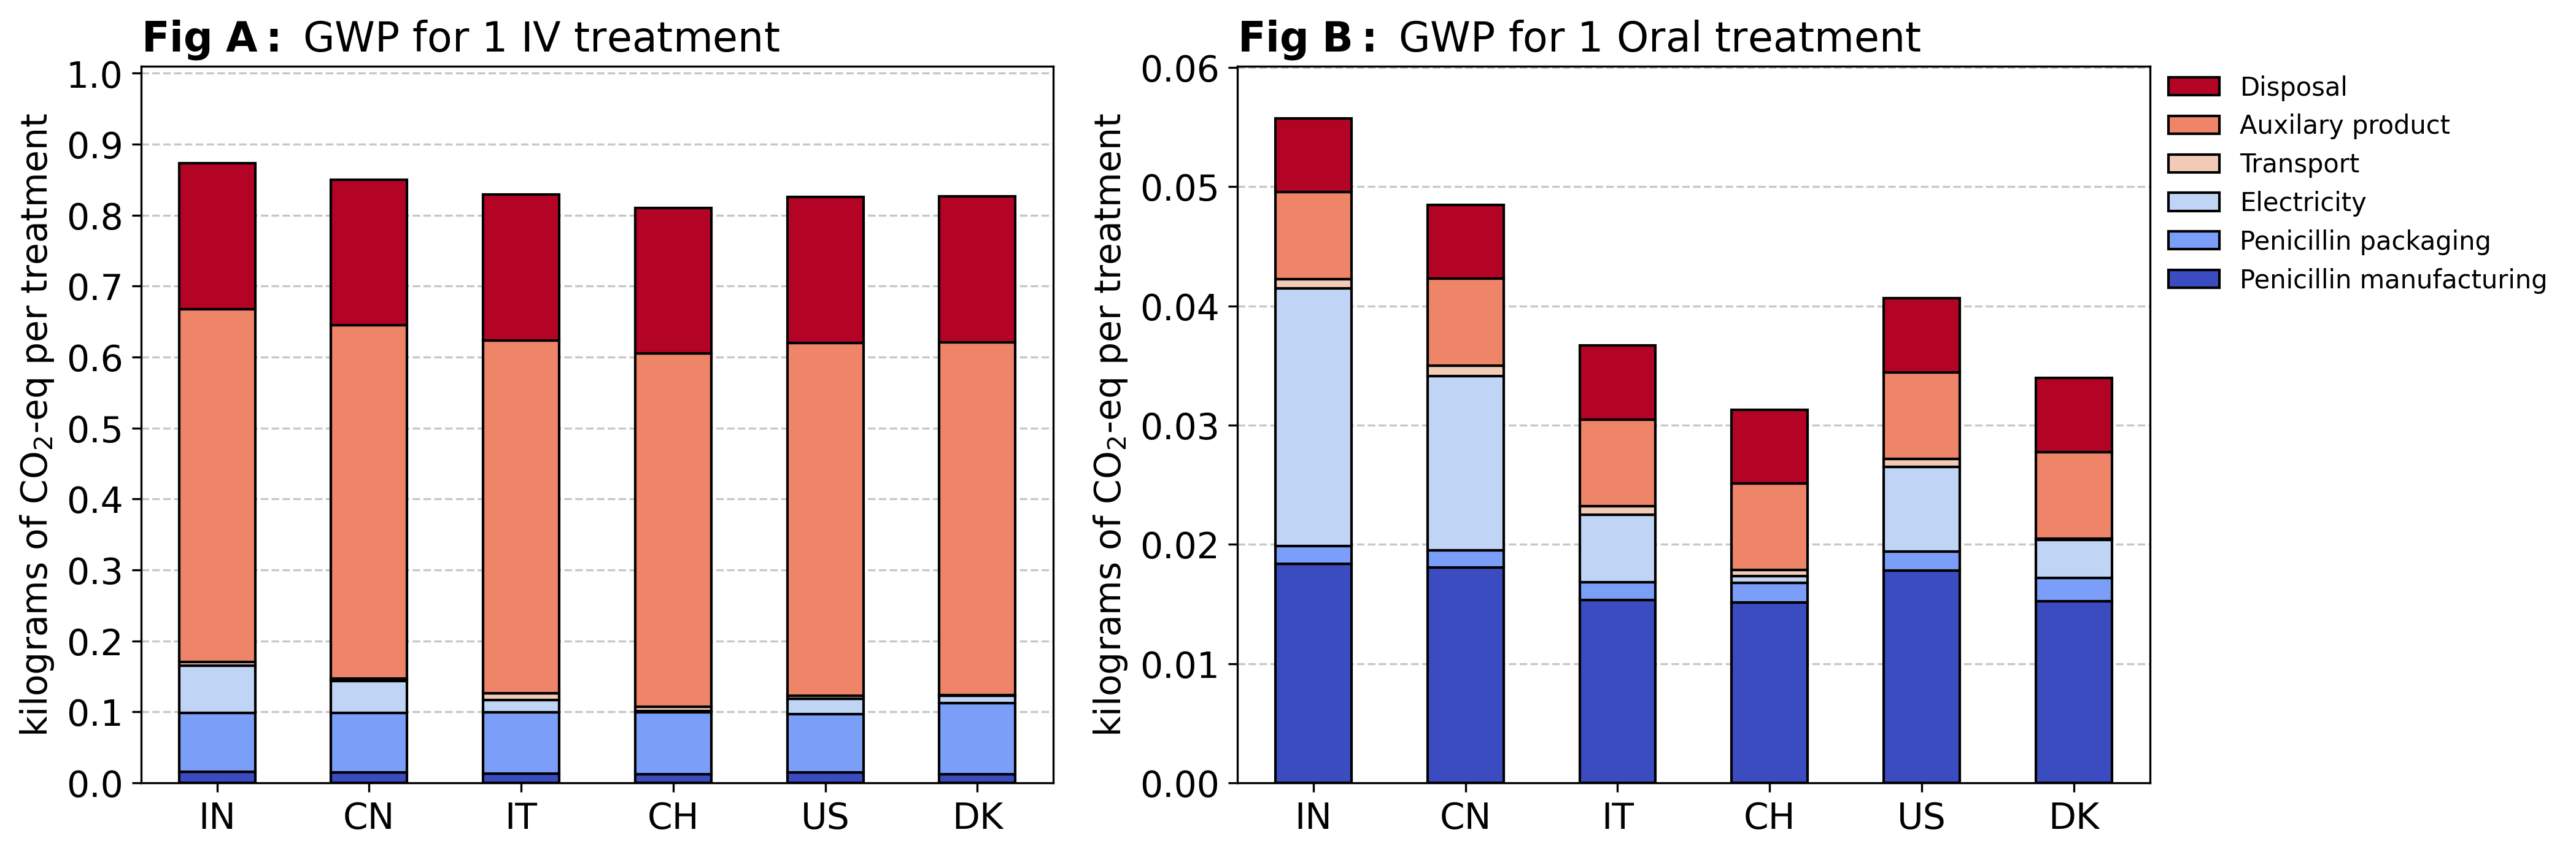 Fig A: GWP for 1 IV treatment
kilograms of CO₂-eq per treatment
1.0
0.9
0.8
0.7
0.6
0.5
0.4
0.3
0.2
0.1
0.0
IN CN IT CH US DK
Fig B: GWP for 1 Oral treatment
kilograms of CO₂-eq per treatment
0.06
0.05
0.04
0.03
0.02
0.01
0.00
IN CN IT CH US DK
Disposal
Auxilary product
Transport
Electricity
Penicillin packaging
Penicillin manufacturing